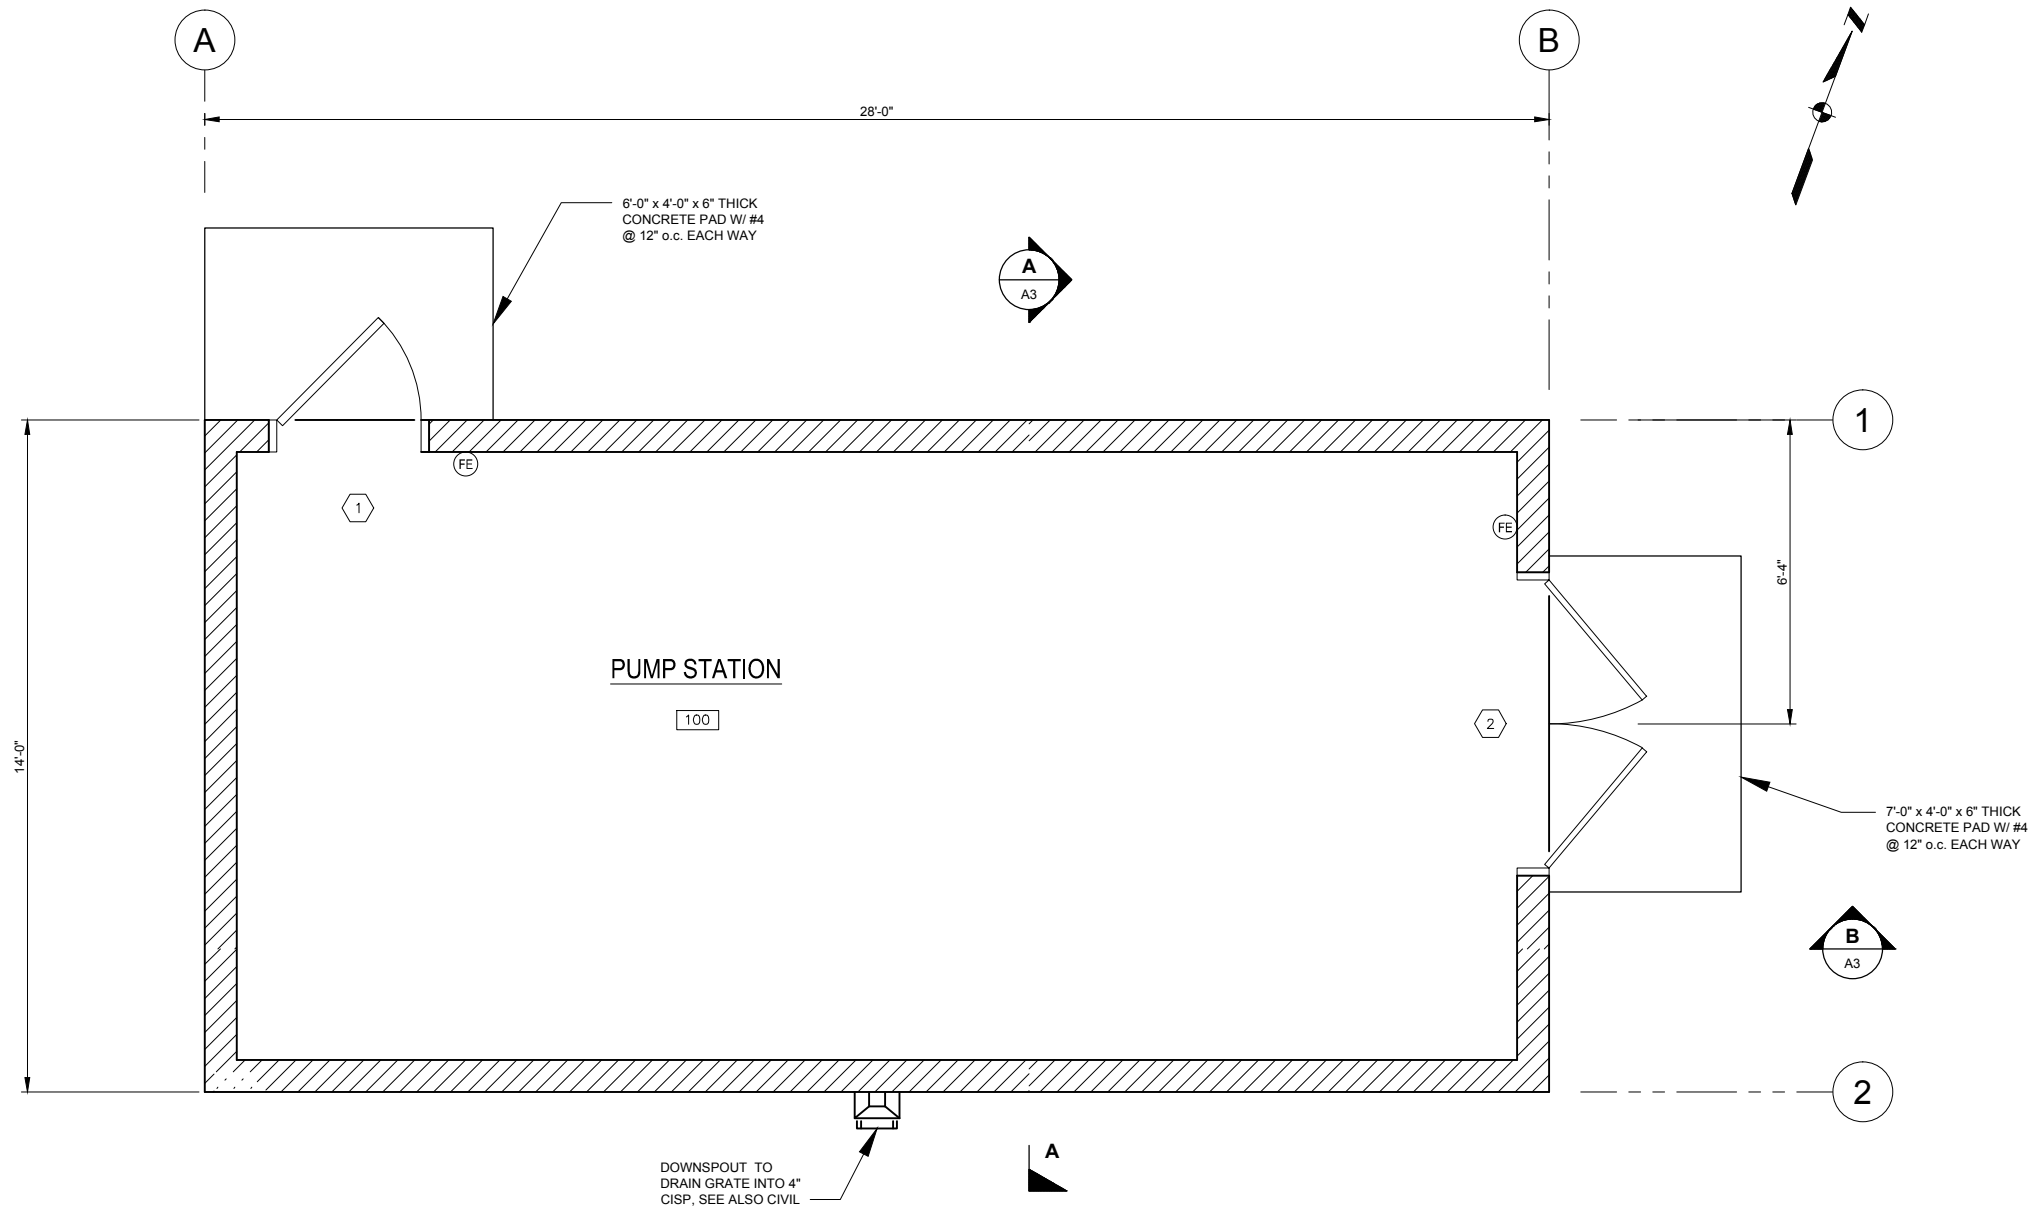 A
B
N
28'-0"
6'-0" x 4'-0" x 6" THICK
CONCRETE PAD W/ #4
@ 12" o.c. EACH WAY
A
A3
1
FE
1
FE
6'-4"
PUMP STATION
100
2
14'-0"
7'-0" x 4'-0" x 6" THICK
CONCRETE PAD W/ #4
@ 12" o.c. EACH WAY
B
A3
2
A
DOWNSPOUT TO
DRAIN GRATE INTO 4"
CISP, SEE ALSO CIVIL